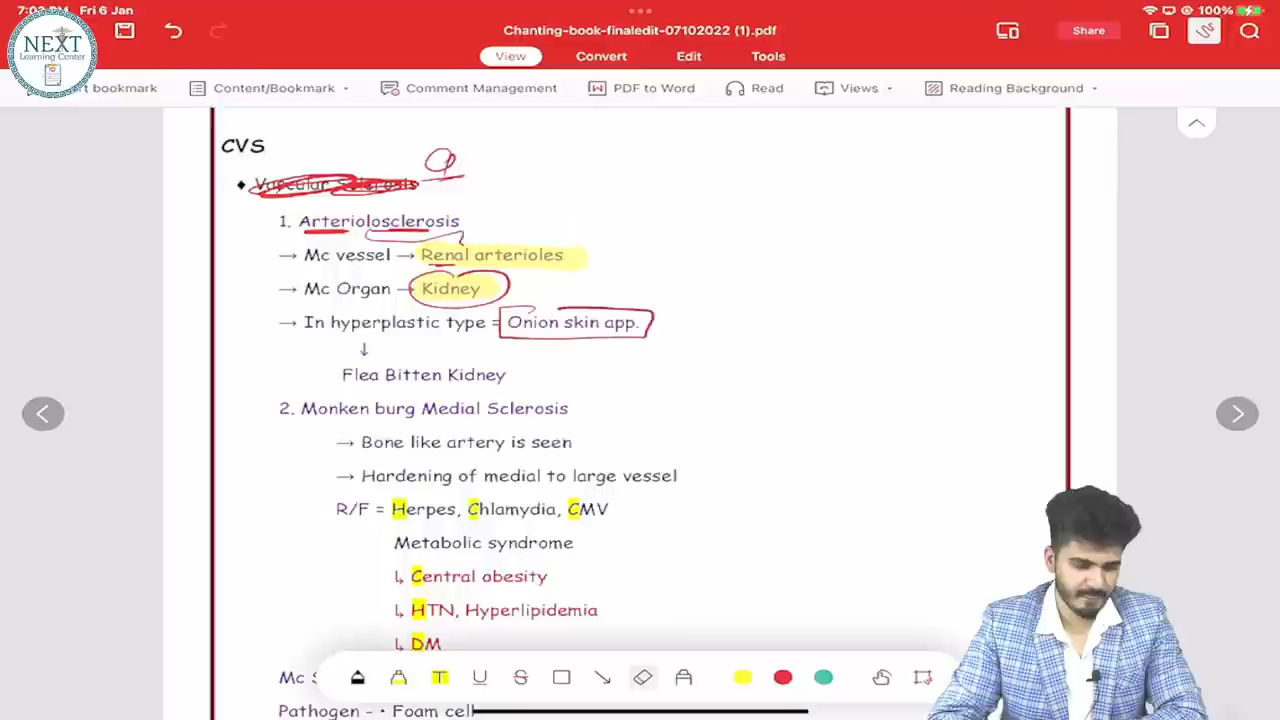 7:03 PM Fri 6 Jan
100%
NEXT
Learning Center
Chanting-book-finaledit-07102022 (1).pdf
Share
View Convert Edit Tools
bookmark Content/Bookmark Comment Management PDF to Word Read Views Reading Background
CVS
Vascular Sclerosis
Q
1. Arteriolosclerosis
→ Mc vessel → Renal arterioles
→ Mc Organ → Kidney
→ In hyperplastic type = Onion skin app.
↓
Flea Bitten Kidney
2. Monken burg Medial Sclerosis
→ Bone like artery is seen
→ Hardening of medial to large vessel
R/F = Herpes, Chlamydia, CMV
Metabolic syndrome
↳ Central obesity
↳ HTN, Hyperlipidemia
↳ DM
Mc
Pathogen - • Foam cell